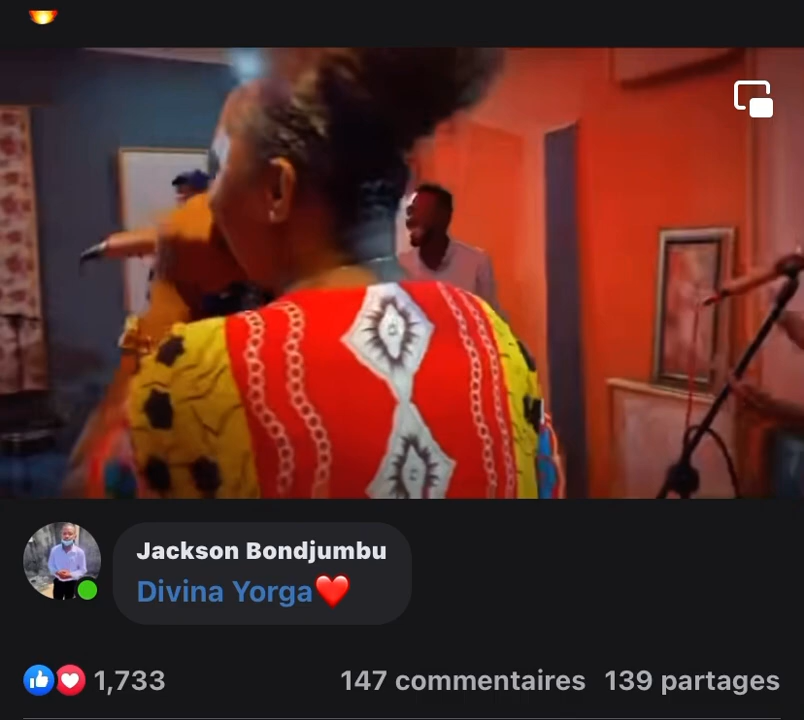 Jackson Bondjumbu
Divina Yorga❤️
1,733 147 commentaires 139 partages